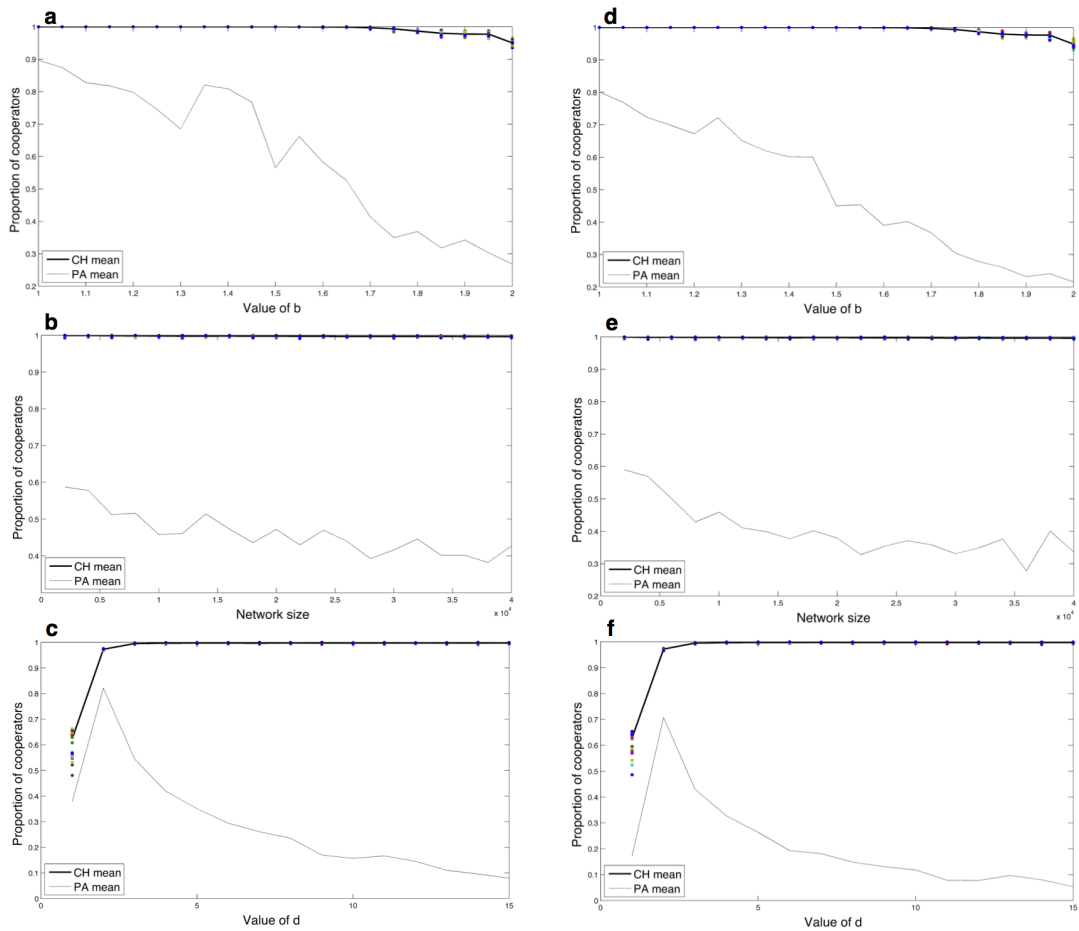 a
Proportion of cooperators
1
0.9
0.8
0.7
0.6
0.5
0.4
0.3
0.2
CH mean
PA mean
1 1.1 1.2 1.3 1.4 1.5 1.6 1.7 1.8 1.9 2
Value of b
d
Proportion of cooperators
1
0.9
0.8
0.7
0.6
0.5
0.4
0.3
0.2
CH mean
PA mean
1 1.1 1.2 1.3 1.4 1.5 1.6 1.7 1.8 1.9 2
Value of b
b
Proportion of cooperators
1
0.9
0.8
0.7
0.6
0.5
0.4
CH mean
PA mean
0 0.5 1 1.5 2 2.5 3 3.5 4
x 10⁴
Network size
e
Proportion of cooperators
1
0.9
0.8
0.7
0.6
0.5
0.4
0.3
0.2
CH mean
PA mean
0 0.5 1 1.5 2 2.5 3 3.5 4
x 10⁴
Network size
c
Proportion of cooperators
1
0.9
0.8
0.7
0.6
0.5
0.4
0.3
0.2
0.1
0
CH mean
PA mean
0 5 10 15
Value of d
f
Proportion of cooperators
1
0.9
0.8
0.7
0.6
0.5
0.4
0.3
0.2
0.1
0
CH mean
PA mean
0 5 10 15
Value of d